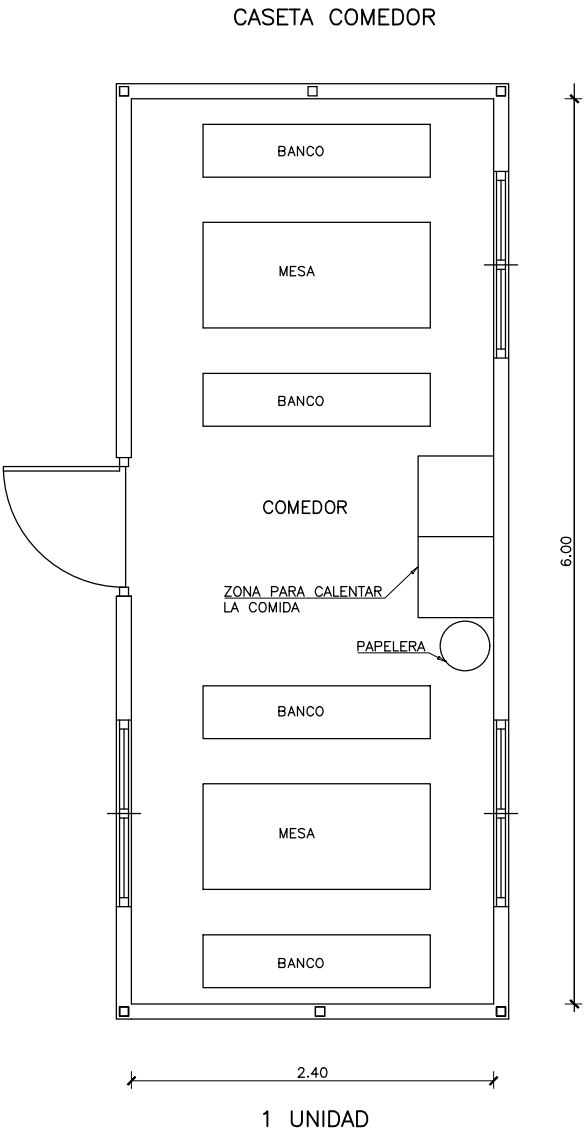 CASETA COMEDOR
BANCO
MESA
BANCO
COMEDOR
6.00
ZONA PARA CALENTAR
LA COMIDA
PAPELERA
BANCO
MESA
BANCO
2.40
1 UNIDAD